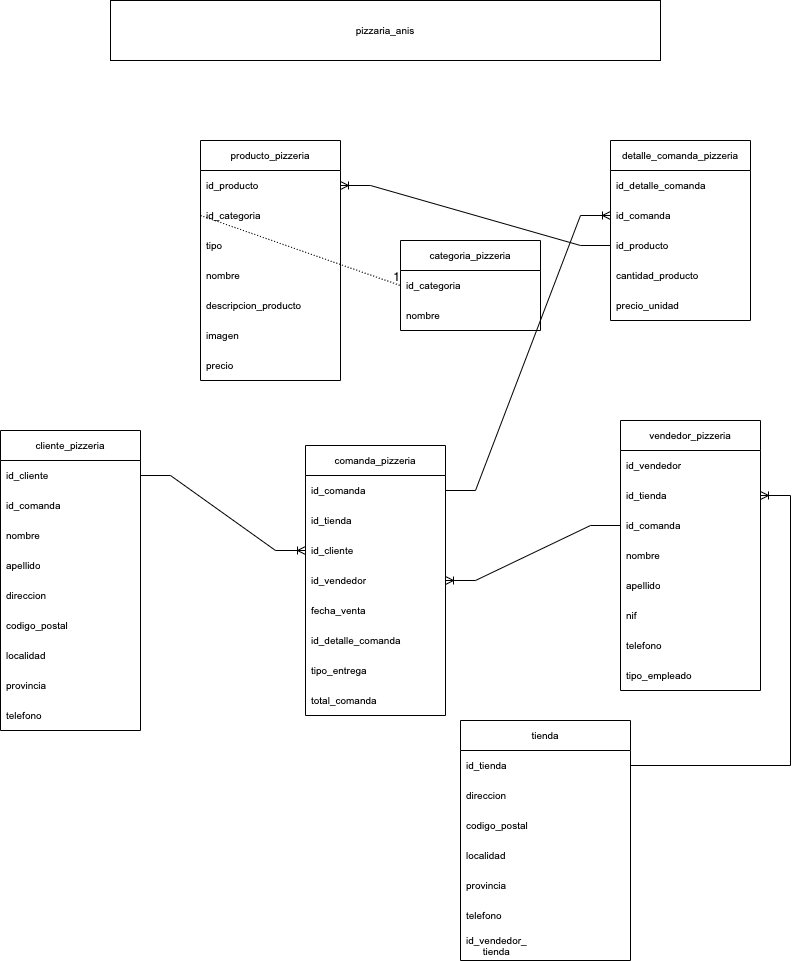 pizzaria_anis
producto_pizzeria
id_producto
id_categoria
tipo
nombre
descripcion_producto
imagen
precio
categoria_pizzeria
1
id_categoria
nombre
detalle_comanda_pizzeria
id_detalle_comanda
id_comanda
id_producto
cantidad_producto
precio_unidad
cliente_pizzeria
id_cliente
id_comanda
nombre
apellido
direccion
codigo_postal
localidad
provincia
telefono
comanda_pizzeria
id_comanda
id_tienda
id_cliente
id_vendedor
fecha_venta
id_detalle_comanda
tipo_entrega
total_comanda
vendedor_pizzeria
id_vendedor
id_tienda
id_comanda
nombre
apellido
nif
telefono
tipo_empleado
tienda
id_tienda
direccion
codigo_postal
localidad
provincia
telefono
id_vendedor_
tienda